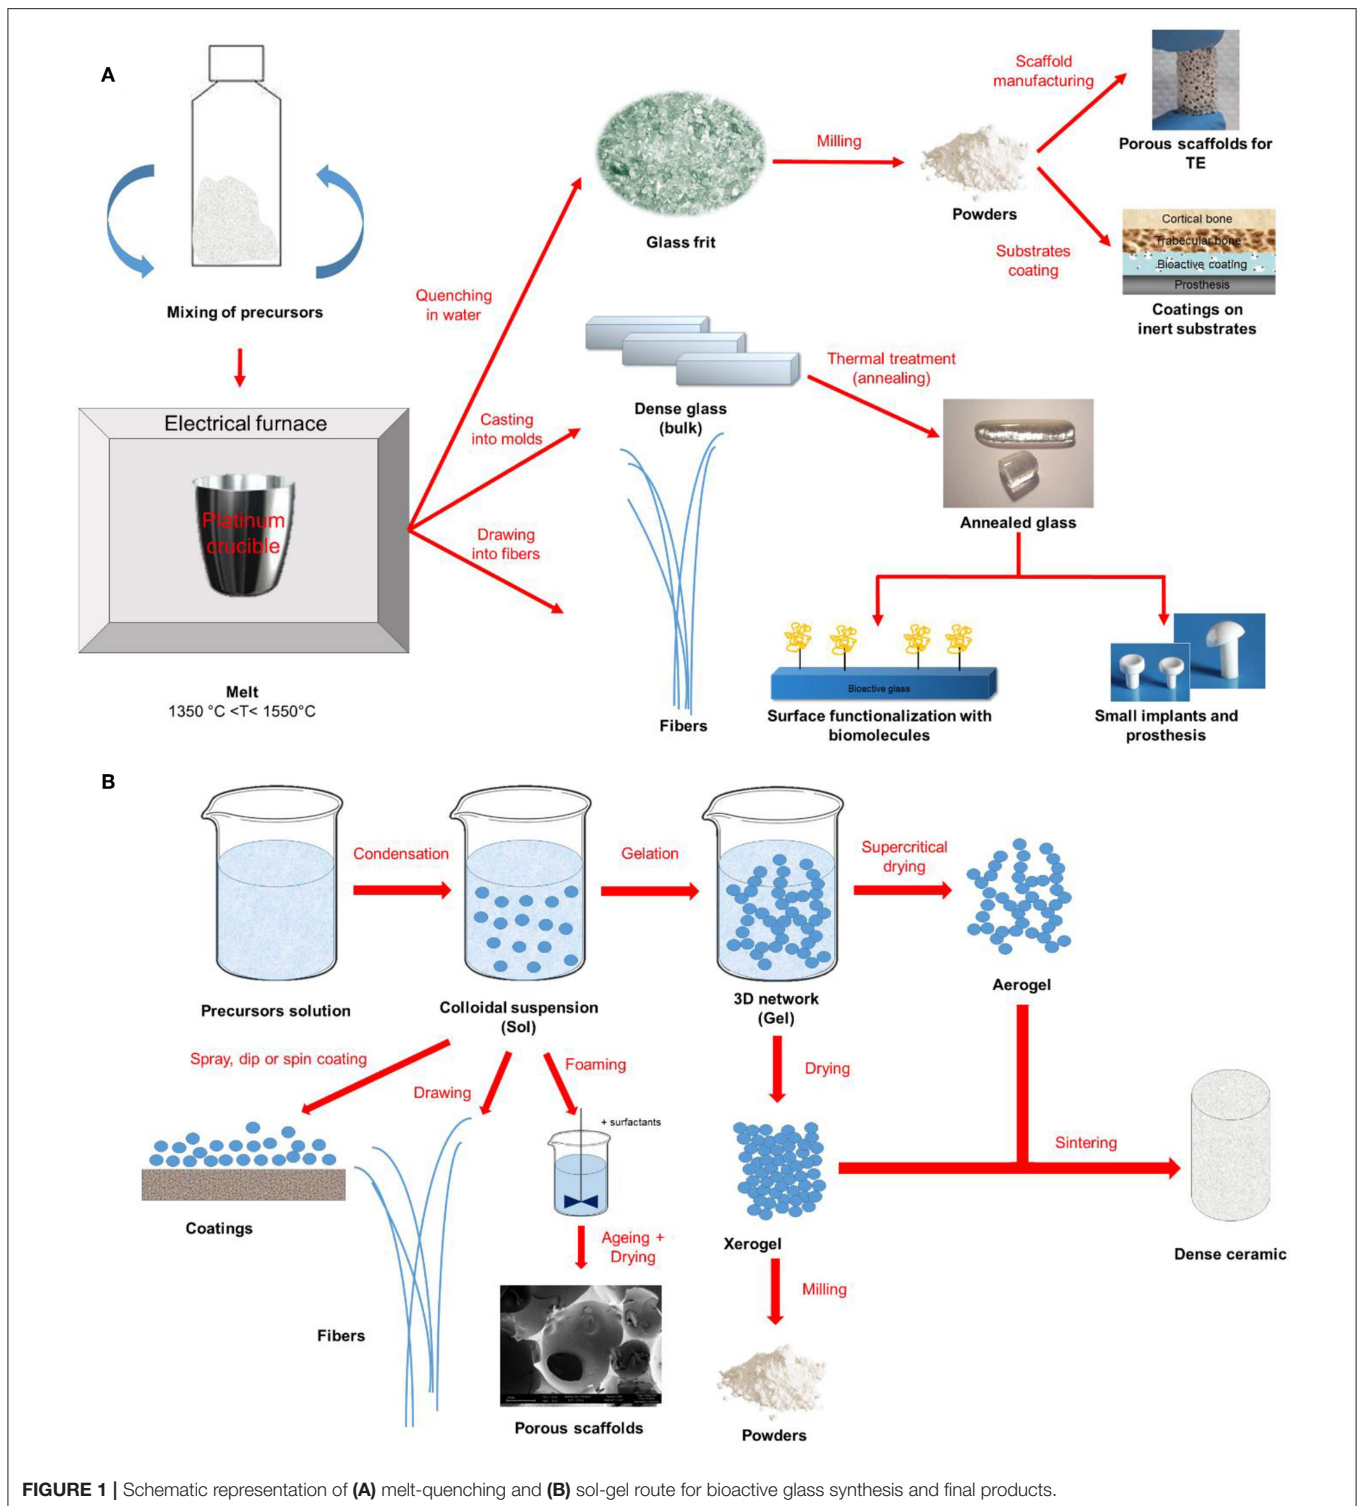 A
Mixing of precursors
Electrical furnace
Platinum
crucible
Melt
1350 °C <T< 1550°C
Quenching
in water
Casting
into molds
Drawing
into fibers
Glass frit
Milling
Powders
Scaffold
manufacturing
Porous scaffolds for
TE
Substrates
coating
Cortical bone
Trabecular bone
Bioactive coating
Prosthesis
Coatings on
inert substrates
Dense glass
(bulk)
Thermal treatment
(annealing)
Annealed glass
Fibers
Bioactive glass
Surface functionalization with
biomolecules
Small implants and
prosthesis
B
Precursors solution
Condensation
Colloidal suspension
(Sol)
Gelation
3D network
(Gel)
Supercritical
drying
Aerogel
Spray, dip or spin coating
Coatings
Drawing
Fibers
Foaming
+ surfactants
Ageing +
Drying
Porous scaffolds
Drying
Xerogel
Milling
Powders
Sintering
Dense ceramic
FIGURE 1 | Schematic representation of (A) melt-quenching and (B) sol-gel route for bioactive glass synthesis and final products.